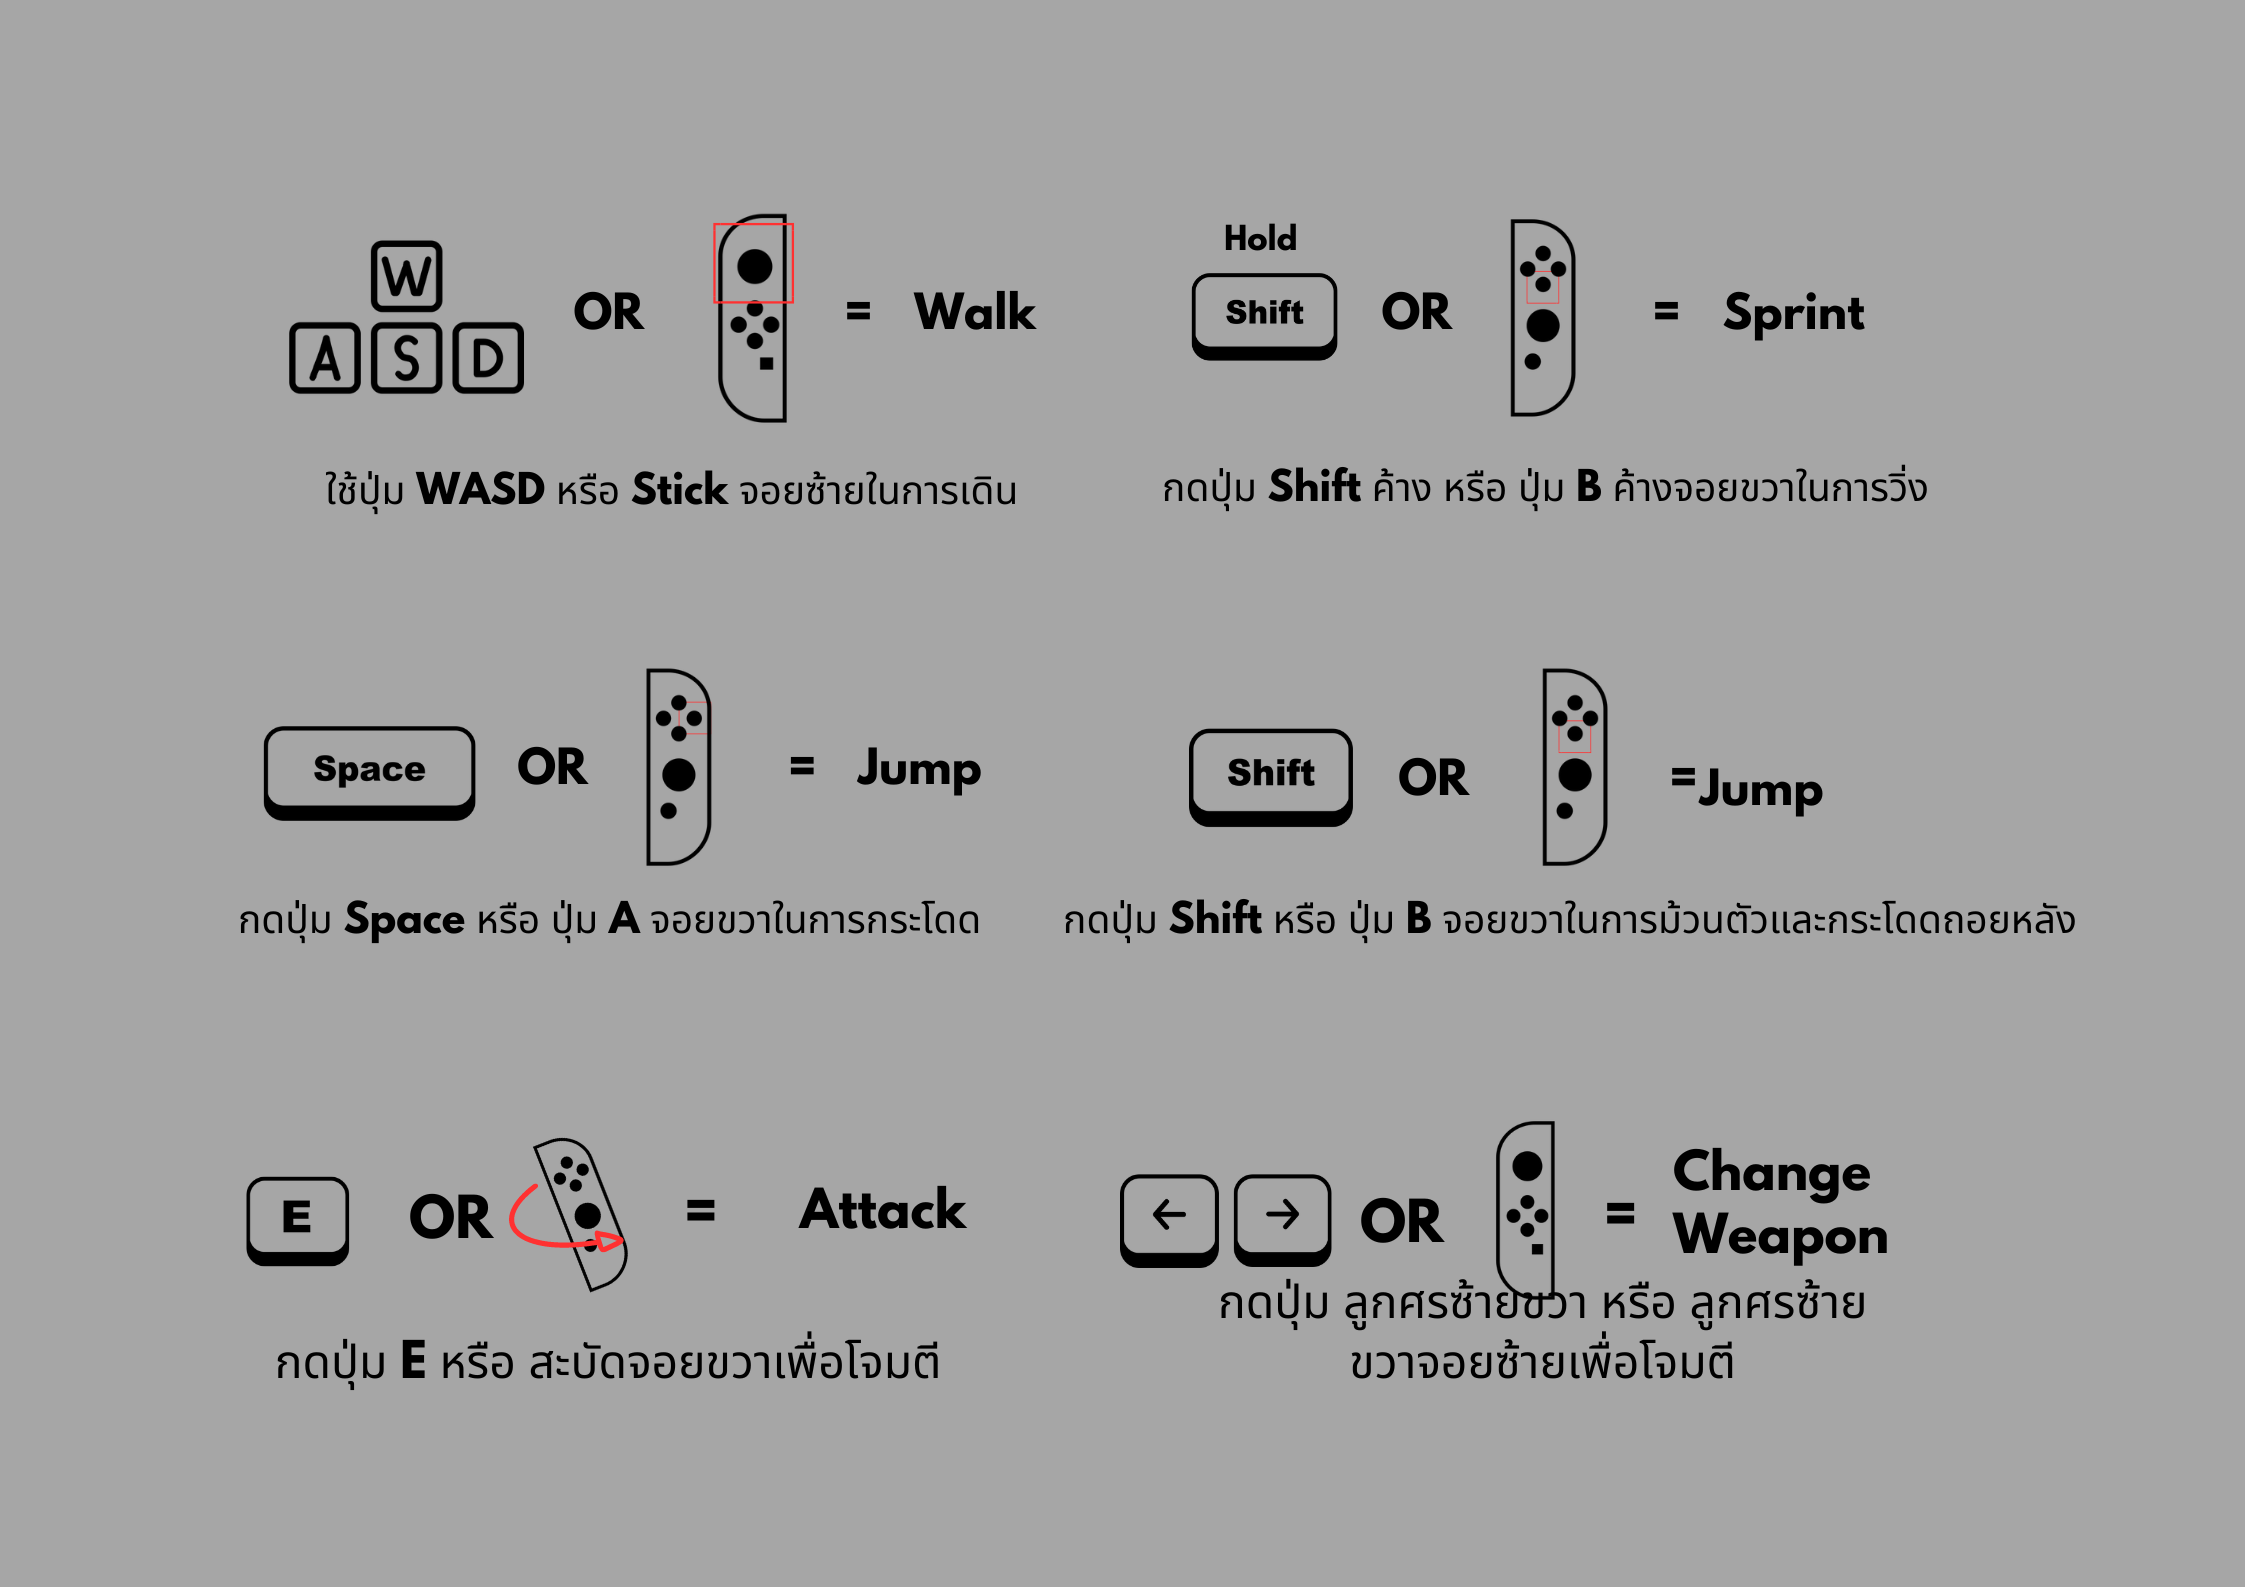 W
A S D
OR
= Walk
ใช้ปุ่ม WASD หรือ Stick จอยซ้ายในการเดิน
Hold
Shift
OR
= Sprint
กดปุ่ม Shift ค้าง หรือ ปุ่ม B ค้างจอยขวาในการวิ่ง
Space
OR
= Jump
กดปุ่ม Space หรือ ปุ่ม A จอยขวาในการกระโดด
Shift
OR
=Jump
กดปุ่ม Shift หรือ ปุ่ม B จอยขวาในการม้วนตัวและกระโดดถอยหลัง
E
OR
= Attack
กดปุ่ม E หรือ สะบัดจอยขวาเพื่อโจมตี
← →
OR
=
Change
Weapon
กดปุ่ม ลูกศรซ้ายขวา หรือ ลูกศรซ้าย
ขวาจอยซ้ายเพื่อโจมตี